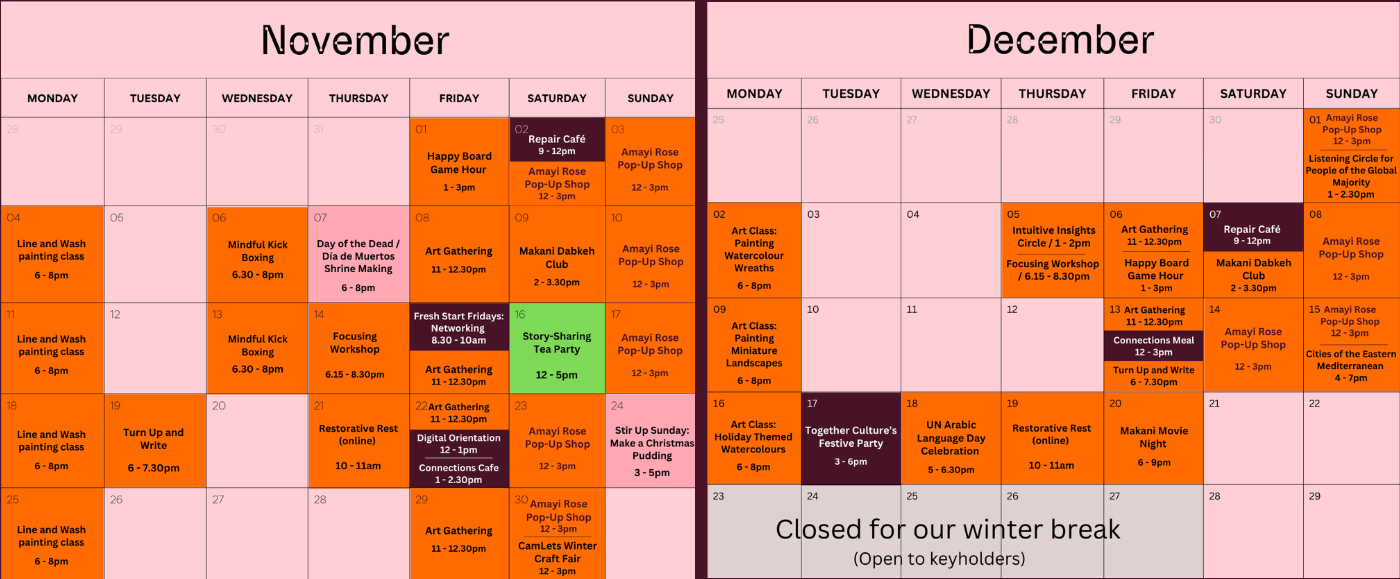 November
MONDAY TUESDAY WEDNESDAY THURSDAY FRIDAY SATURDAY SUNDAY
28
29
30
31
01
Happy Board
Game Hour
1 - 3pm
02
Repair Café
9 - 12pm
Amayi Rose
Pop-Up Shop
12 - 3pm
03
Amayi Rose
Pop-Up Shop
12 - 3pm
04
Line and Wash
painting class
6 - 8pm
05
06
Mindful Kick
Boxing
6.30 - 8pm
07
Day of the Dead /
Día de Muertos
Shrine Making
6 - 8pm
08
Art Gathering
11 - 12.30pm
09
Makani Dabkeh
Club
2 - 3.30pm
10
Amayi Rose
Pop-Up Shop
12 - 3pm
11
Line and Wash
painting class
6 - 8pm
12
13
Mindful Kick
Boxing
6.30 - 8pm
14
Focusing
Workshop
6.15 - 8.30pm
Fresh Start Fridays:
Networking
8.30 - 10am
Art Gathering
11 - 12.30pm
16
Story-Sharing
Tea Party
12 - 5pm
17
Amayi Rose
Pop-Up Shop
12 - 3pm
18
Line and Wash
painting class
6 - 8pm
19
Turn Up and
Write
6 - 7.30pm
20
21
Restorative Rest
(online)
10 - 11am
22 Art Gathering
11 - 12.30pm
Digital Orientation
12 - 1pm
Connections Cafe
1 - 2.30pm
23
Amayi Rose
Pop-Up Shop
12 - 3pm
24
Stir Up Sunday:
Make a Christmas
Pudding
3 - 5pm
25
Line and Wash
painting class
6 - 8pm
26
27
28
29
Art Gathering
11 - 12.30pm
30 Amayi Rose
Pop-Up Shop
12 - 3pm
CamLets Winter
Craft Fair
12 - 3pm
December
MONDAY TUESDAY WEDNESDAY THURSDAY FRIDAY SATURDAY SUNDAY
25
26
27
28
29
30
01 Amayi Rose
Pop-Up Shop
12 - 3pm
Listening Circle for
People of the Global
Majority
1 - 2.30pm
02
Art Class:
Painting
Watercolour
Wreaths
6 - 8pm
03
04
05
Intuitive Insights
Circle / 1 - 2pm
Focusing Workshop
/ 6.15 - 8.30pm
06
Art Gathering
11 - 12.30pm
Happy Board
Game Hour
1 - 3pm
07
Repair Café
9 - 12pm
Makani Dabkeh
Club
2 - 3.30pm
08
Amayi Rose
Pop-Up Shop
12 - 3pm
09
Art Class:
Painting
Miniature
Landscapes
6 - 8pm
10
11
12
13 Art Gathering
11 - 12.30pm
Connections Meal
12 - 3pm
Turn Up and Write
6 - 7.30pm
14
Amayi Rose
Pop-Up Shop
12 - 3pm
15 Amayi Rose
Pop-Up Shop
12 - 3pm
Cities of the Eastern
Mediterranean
4 - 7pm
16
Art Class:
Holiday Themed
Watercolours
6 - 8pm
17
Together Culture's
Festive Party
3 - 6pm
18
UN Arabic
Language Day
Celebration
5 - 6.30pm
19
Restorative Rest
(online)
10 - 11am
20
Makani Movie
Night
6 - 9pm
21
22
23
24
25
26
27
28
29
Closed for our winter break
(Open to keyholders)